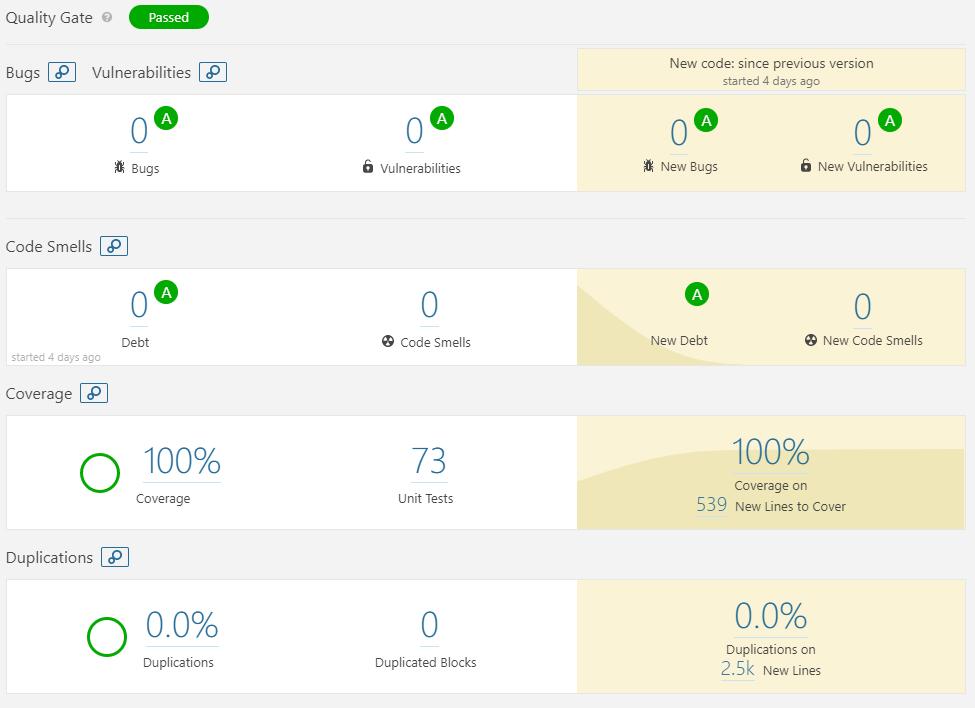 Quality Gate ? Passed
Bugs Vulnerabilities
New code: since previous version
started 4 days ago
0 A
Bugs
0 A
Vulnerabilities
0 A
New Bugs
0 A
New Vulnerabilities
Code Smells
0 A
Debt
started 4 days ago
0
Code Smells
A
New Debt
0
New Code Smells
Coverage
100%
Coverage
73
Unit Tests
100%
Coverage on
539 New Lines to Cover
Duplications
0.0%
Duplications
0
Duplicated Blocks
0.0%
Duplications on
2.5k New Lines